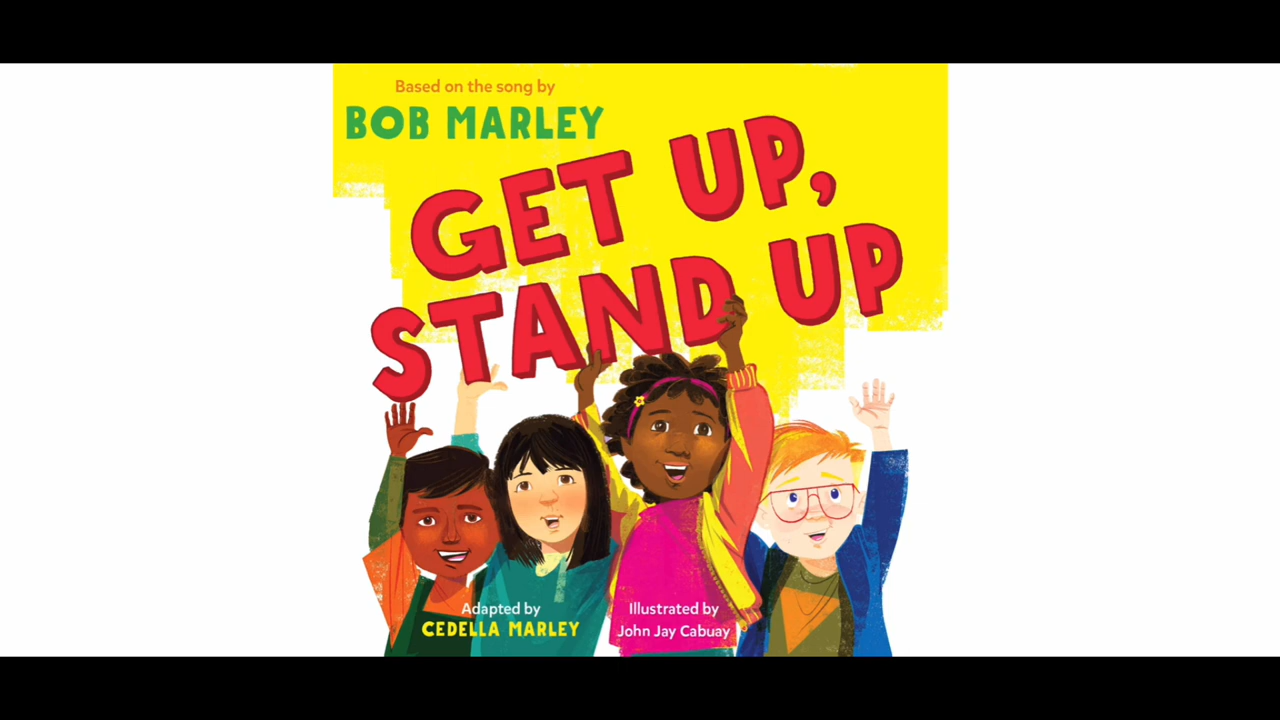 Based on the song by
BOB MARLEY
GET UP,
STAND UP
Adapted by
CEDELLA MARLEY
Illustrated by
John Jay Cabuay